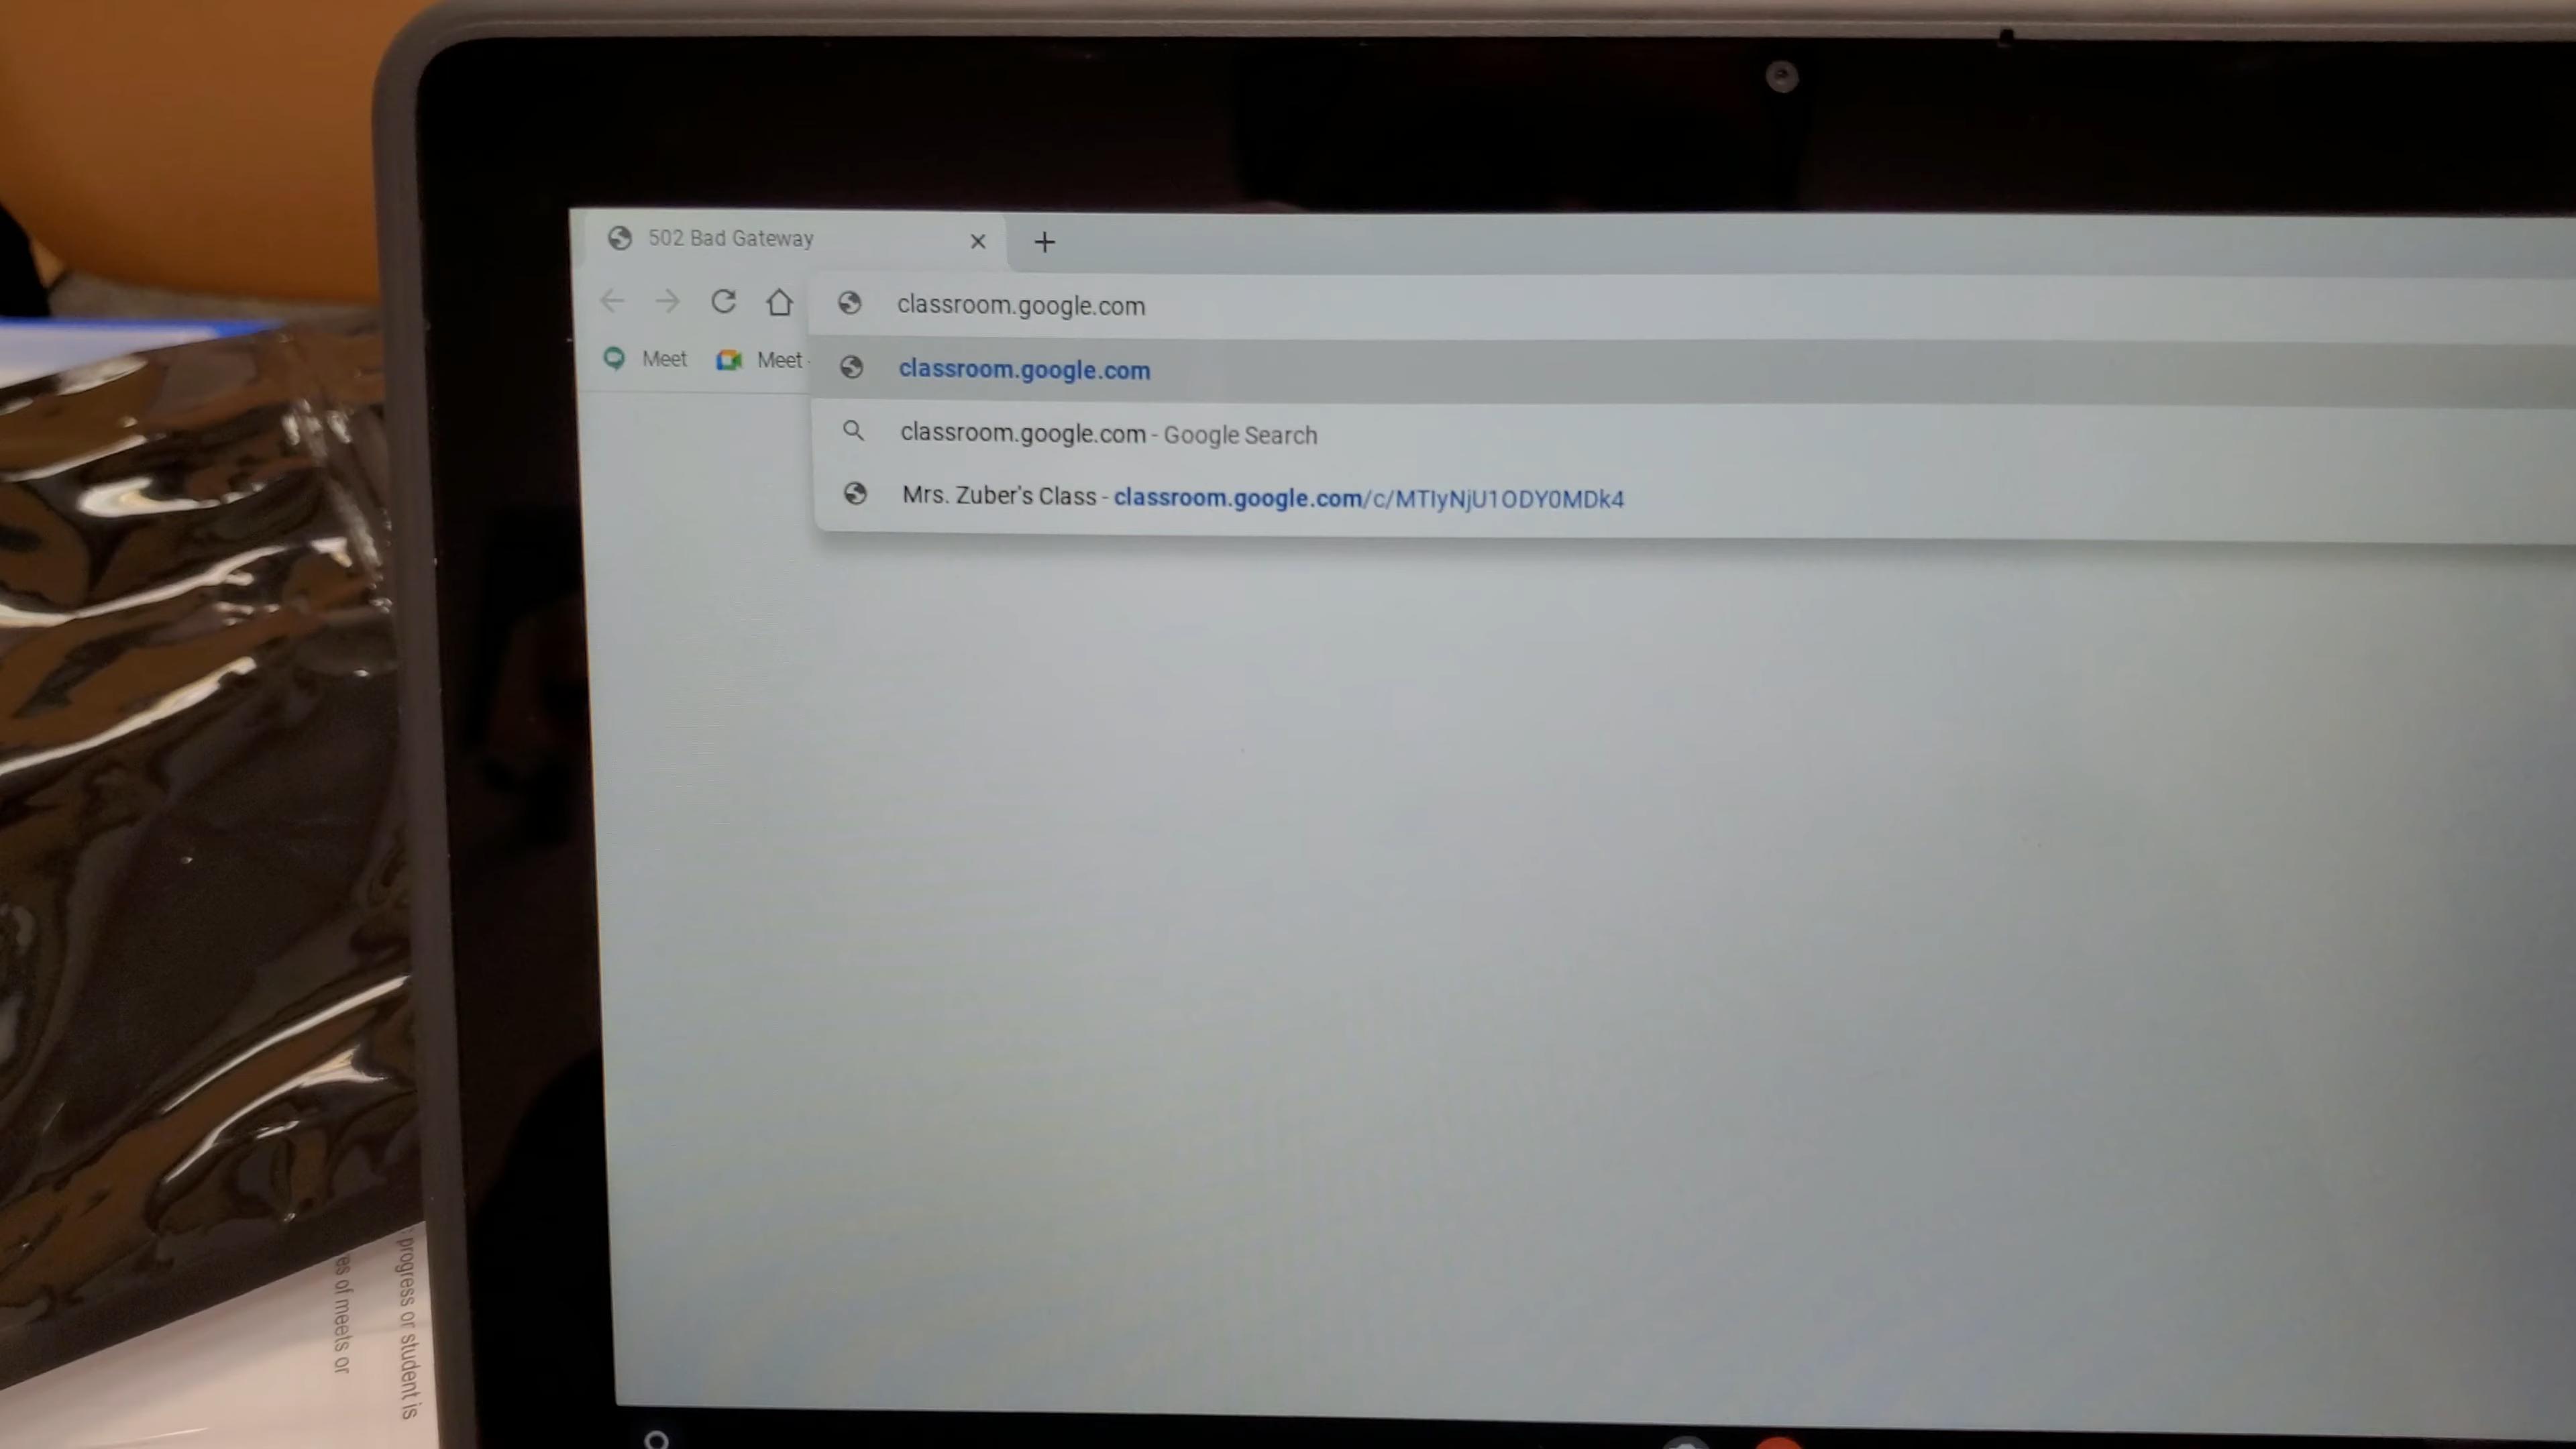 502 Bad Gateway
classroom.google.com
Meet
Meet
classroom.google.com
classroom.google.com - Google Search
Mrs. Zuber's Class - classroom.google.com/c/MTIyNjU1ODY0MDk4
progress or student is
es of meets or